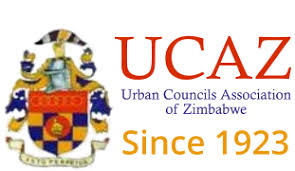 UCAZ
Urban Councils Association
of Zimbabwe
Since 1923
ESTO PERPETUA